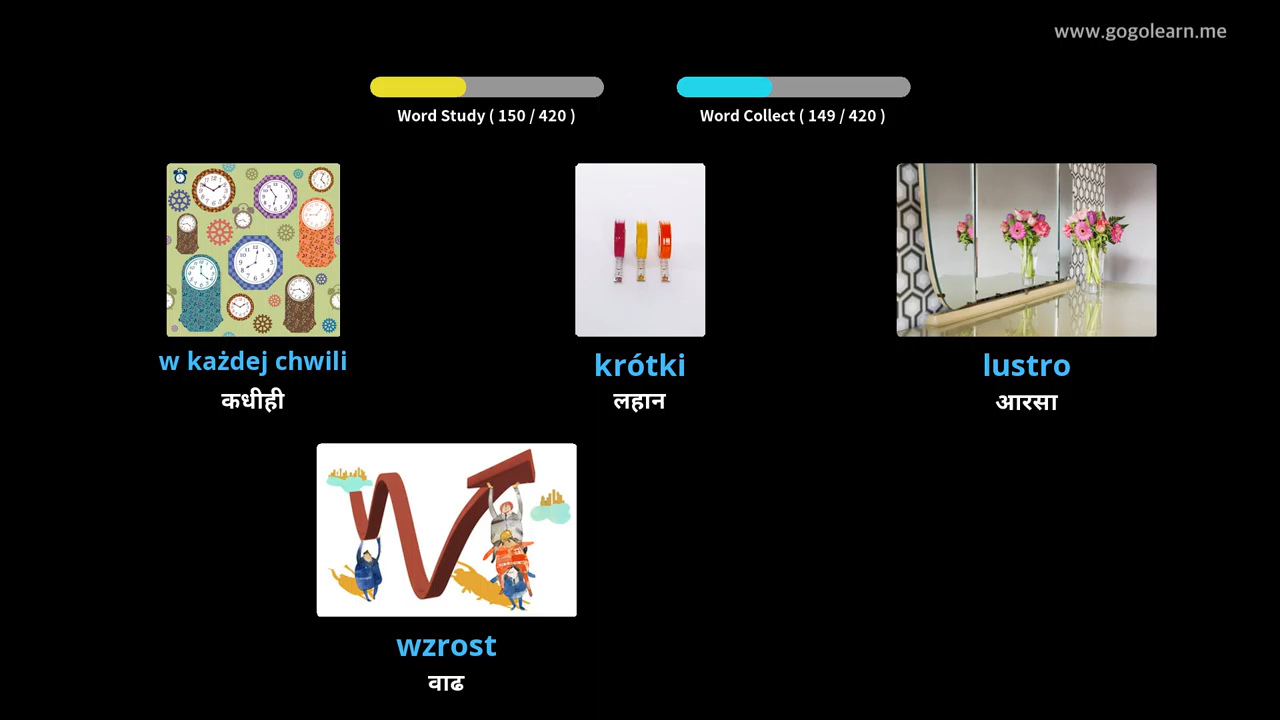 www.gogolearn.me
Word Study ( 150 / 420 )
Word Collect ( 149 / 420 )
w każdej chwili
कधीही
krótki
लहान
lustro
आरसा
wzrost
वाढ